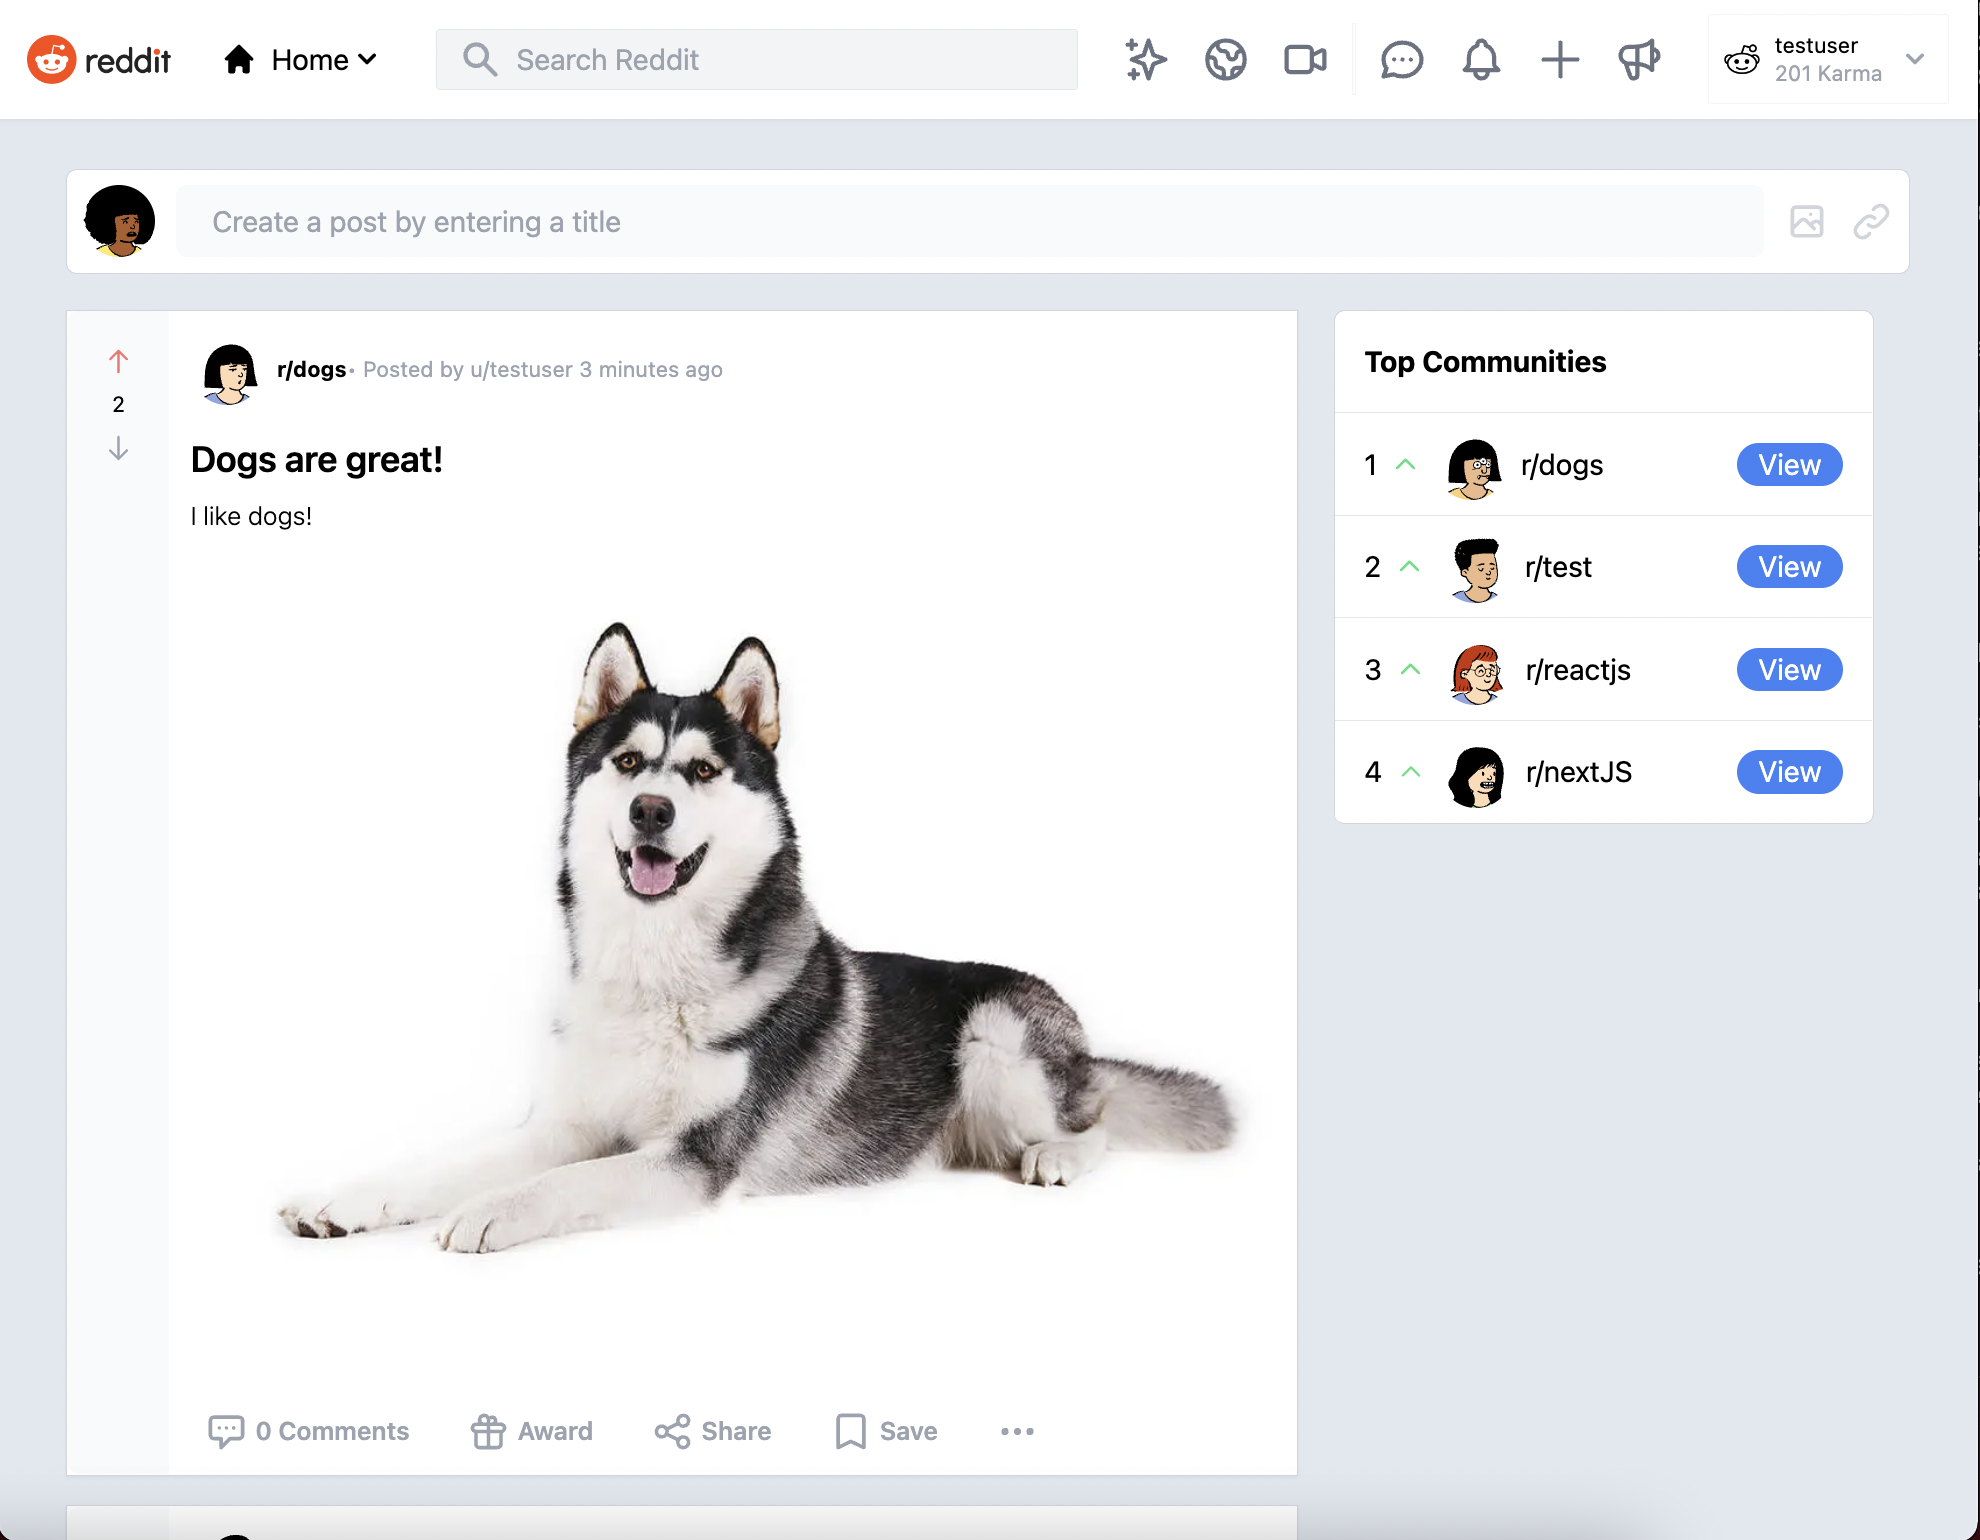 reddit
Home
Search Reddit
testuser
201 Karma
Create a post by entering a title
r/dogs • Posted by u/testuser 3 minutes ago
2
Dogs are great!
I like dogs!
0 Comments
Award
Share
Save
Top Communities
1 r/dogs View
2 r/test View
3 r/reactjs View
4 r/nextJS View